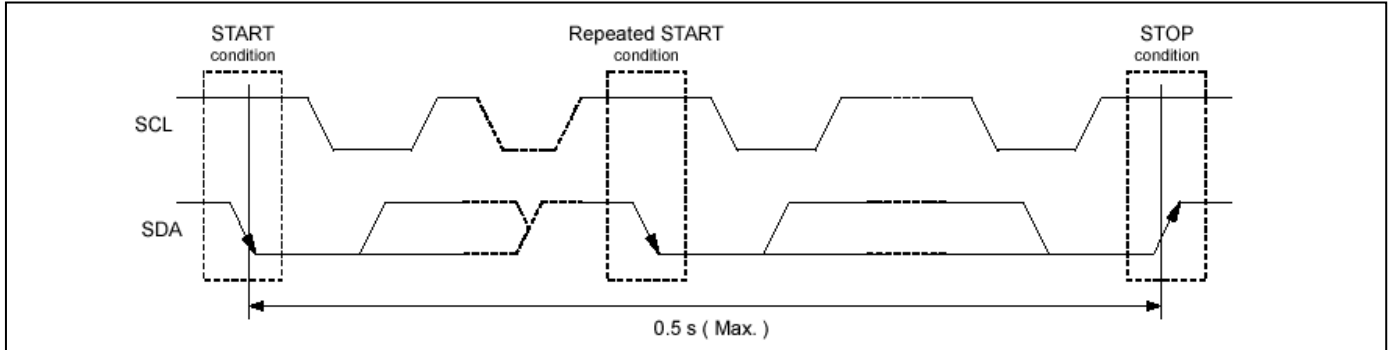 START
condition
Repeated START
condition
STOP
condition
SCL
SDA
0.5 s ( Max. )